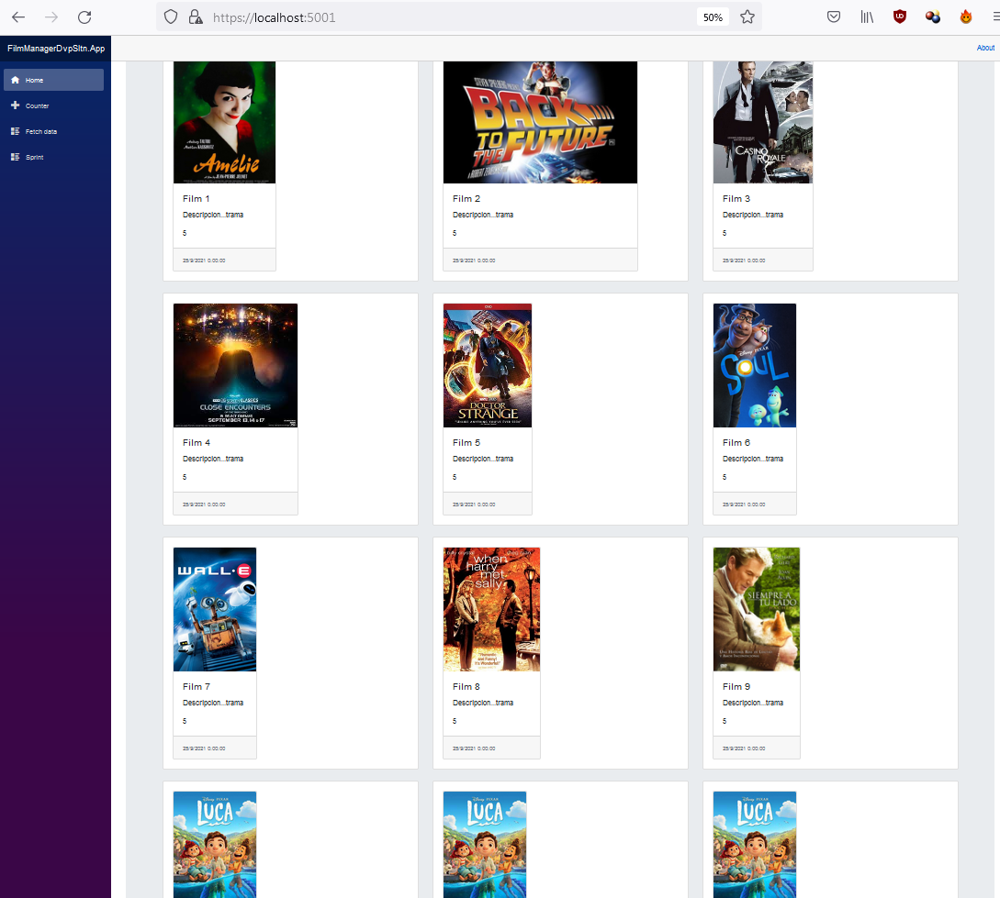 https://localhost:5001
50%
FilmManagerDvpSltn.App
About
Home
Counter
Fetch data
Sprint
Amélie
STEVEN SPIELBERG
BACK
TO
THE FUTURE
CASINO
ROYALE
Film 1
Descripcion...trama
5
25/9/2021 0:00:00
Film 2
Descripcion...trama
5
25/9/2021 0:00:00
Film 3
Descripcion...trama
5
25/9/2021 0:00:00
CLASSICS
CLOSE ENCOUNTERS
SEPTEMBER 13, 14 & 17
DVD
DOCTOR
STRANGE
DISNEY PIXAR
SOUL
Film 4
Descripcion...trama
5
25/9/2021 0:00:00
Film 5
Descripcion...trama
5
25/9/2021 0:00:00
Film 6
Descripcion...trama
5
25/9/2021 0:00:00
WALL·E
when
harry
met
sally
SIEMPRE A
TU LADO
Film 7
Descripcion...trama
5
25/9/2021 0:00:00
Film 8
Descripcion...trama
5
25/9/2021 0:00:00
Film 9
Descripcion...trama
5
25/9/2021 0:00:00
DISNEY PIXAR
LUCA
DISNEY PIXAR
LUCA
DISNEY PIXAR
LUCA